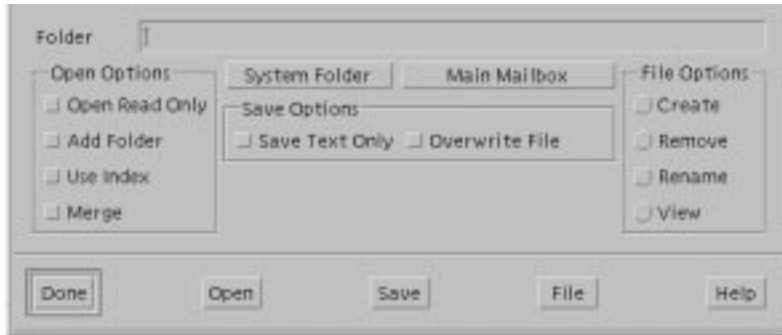 Folder
Open Options
System Folder
Main Mailbox
File Options
Open Read Only
Save Options
Create
Add Folder
Save Text Only
Overwrite File
Remove
Use Index
Rename
Merge
View
Done
Open
Save
File
Help